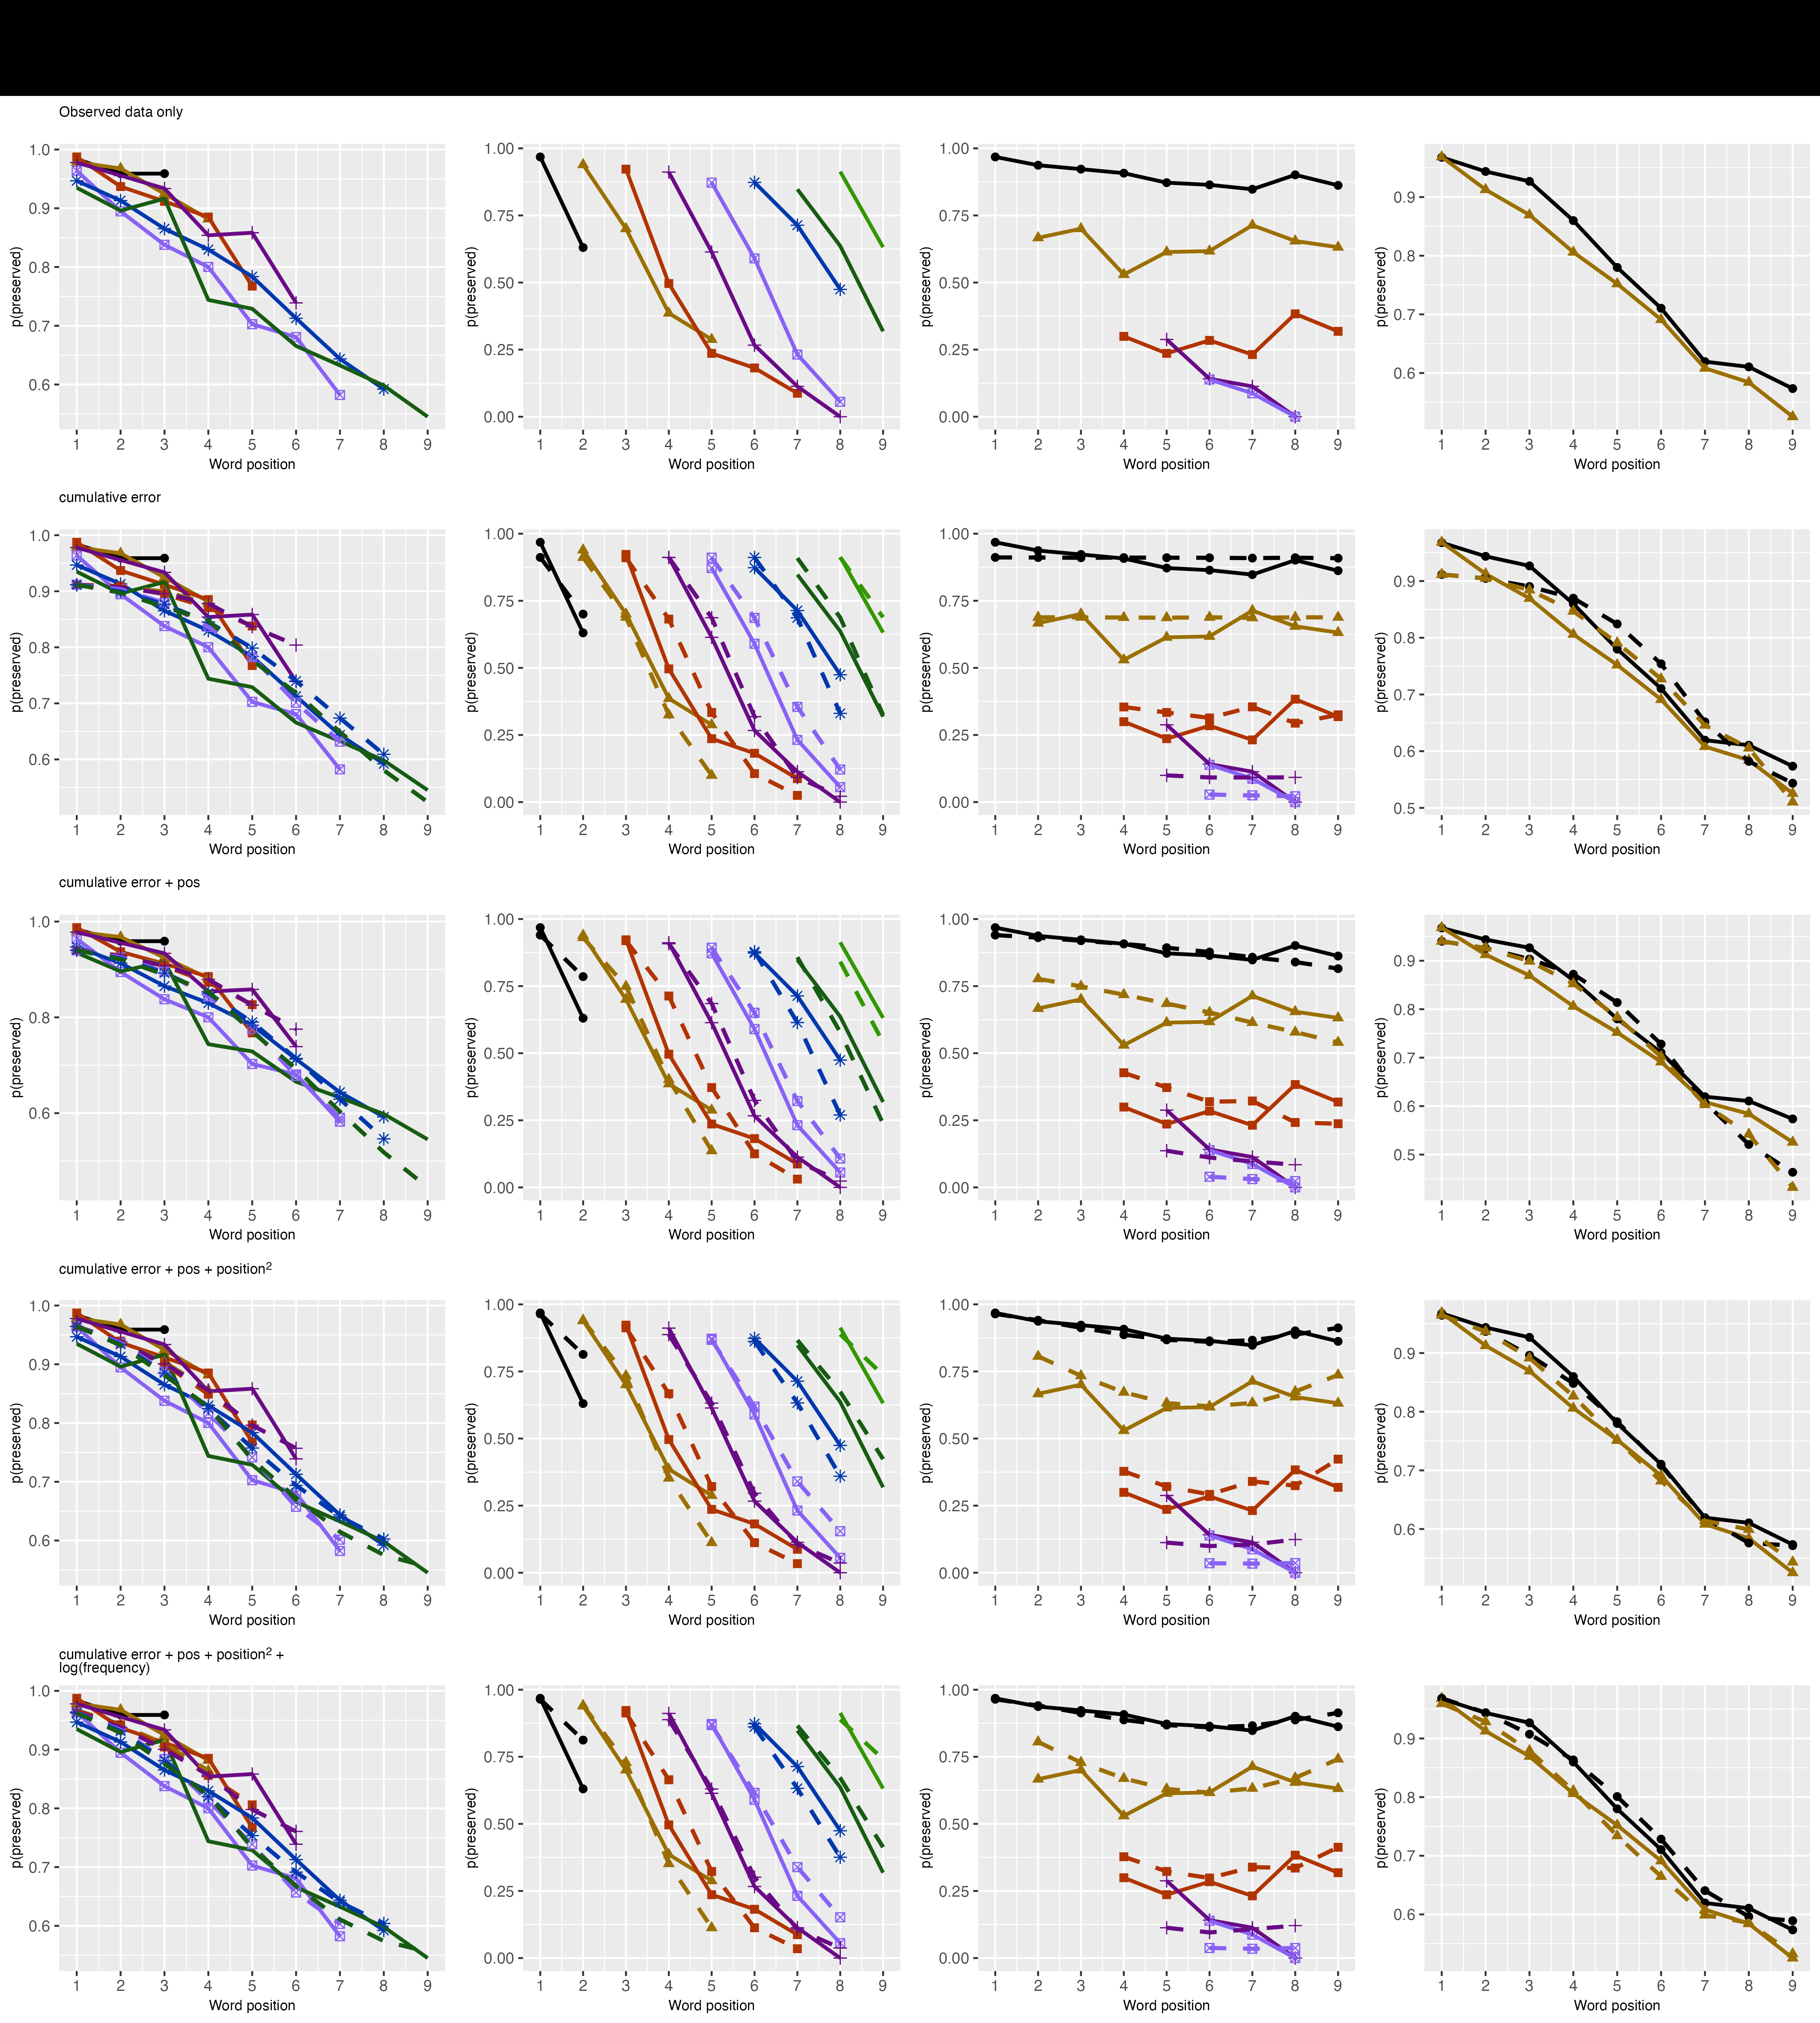 Observed data only
p(preserved)
1.0
0.9
0.8
0.7
0.6
1 2 3 4 5 6 7 8 9
Word position
p(preserved)
1.00
0.75
0.50
0.25
0.00
1 2 3 4 5 6 7 8 9
Word position
p(preserved)
1.00
0.75
0.50
0.25
0.00
1 2 3 4 5 6 7 8 9
Word position
p(preserved)
0.9
0.8
0.7
0.6
1 2 3 4 5 6 7 8 9
Word position
cumulative error
p(preserved)
1.0
0.9
0.8
0.7
0.6
1 2 3 4 5 6 7 8 9
Word position
p(preserved)
1.00
0.75
0.50
0.25
0.00
1 2 3 4 5 6 7 8 9
Word position
p(preserved)
1.00
0.75
0.50
0.25
0.00
1 2 3 4 5 6 7 8 9
Word position
p(preserved)
0.9
0.8
0.7
0.6
0.5
1 2 3 4 5 6 7 8 9
Word position
cumulative error + pos
p(preserved)
1.0
0.9
0.8
0.6
1 2 3 4 5 6 7 8 9
Word position
p(preserved)
1.00
0.75
0.50
0.25
0.00
1 2 3 4 5 6 7 8 9
Word position
p(preserved)
1.00
0.75
0.50
0.25
0.00
1 2 3 4 5 6 7 8 9
Word position
p(preserved)
0.9
0.8
0.7
0.6
0.5
1 2 3 4 5 6 7 8 9
Word position
cumulative error + pos + position²
p(preserved)
1.0
0.9
0.8
0.7
0.6
1 2 3 4 5 6 7 8 9
Word position
p(preserved)
1.00
0.75
0.50
0.25
0.00
1 2 3 4 5 6 7 8 9
Word position
p(preserved)
1.00
0.75
0.50
0.25
0.00
1 2 3 4 5 6 7 8 9
Word position
p(preserved)
0.9
0.8
0.7
0.6
1 2 3 4 5 6 7 8 9
Word position
cumulative error + pos + position² +
log(frequency)
p(preserved)
1.0
0.9
0.8
0.7
0.6
1 2 3 4 5 6 7 8 9
Word position
p(preserved)
1.00
0.75
0.50
0.25
0.00
1 2 3 4 5 6 7 8 9
Word position
p(preserved)
1.00
0.75
0.50
0.25
0.00
1 2 3 4 5 6 7 8 9
Word position
p(preserved)
0.9
0.8
0.7
0.6
1 2 3 4 5 6 7 8 9
Word position